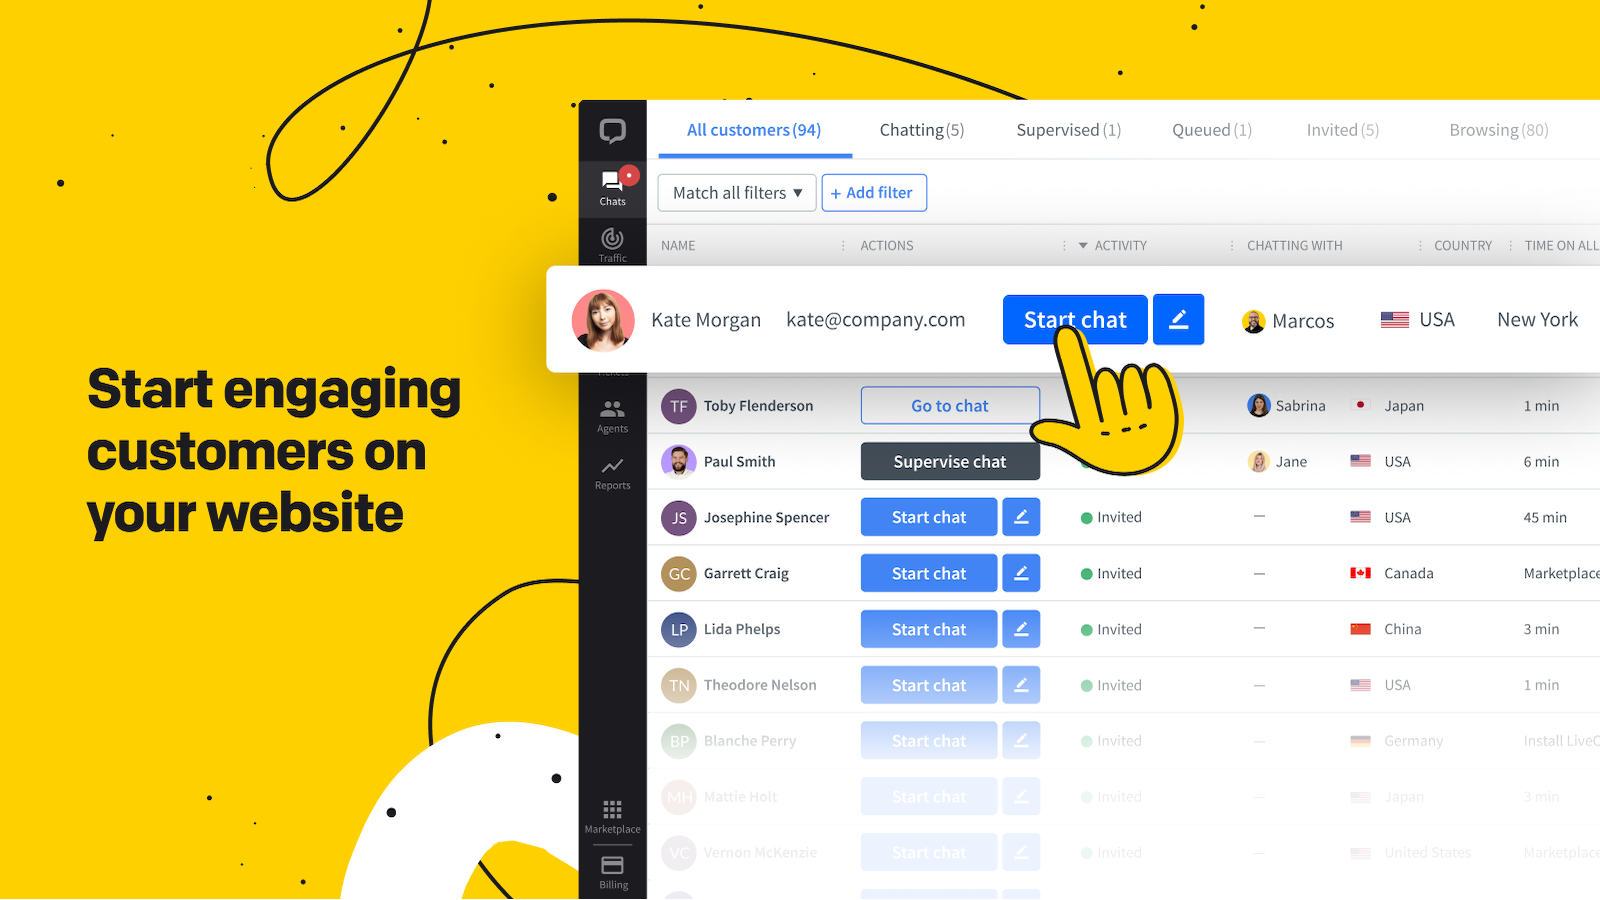 Start engaging
customers on
your website
All customers (94) Chatting (5) Supervised (1) Queued (1) Invited (5) Browsing (80)
Chats
Match all filters ▼ + Add filter
Traffic
NAME ACTIONS ACTIVITY CHATTING WITH COUNTRY TIME ON ALL
Kate Morgan kate@company.com Start chat Marcos USA New York
TF Toby Flenderson Go to chat Sabrina Japan 1 min
Agents
Paul Smith Supervise chat Jane USA 6 min
Reports
JS Josephine Spencer Start chat Invited — USA 45 min
GC Garrett Craig Start chat Invited — Canada Marketplace
LP Lida Phelps Start chat Invited — China 3 min
TN Theodore Nelson Start chat Invited — USA 1 min
BP Blanche Perry Start chat Invited — Germany Install LiveC
MH Mattie Holt Start chat Invited — Japan 3 min
Marketplace
VC Vernon McKenzie Start chat Invited — United States Marketplac
Billing